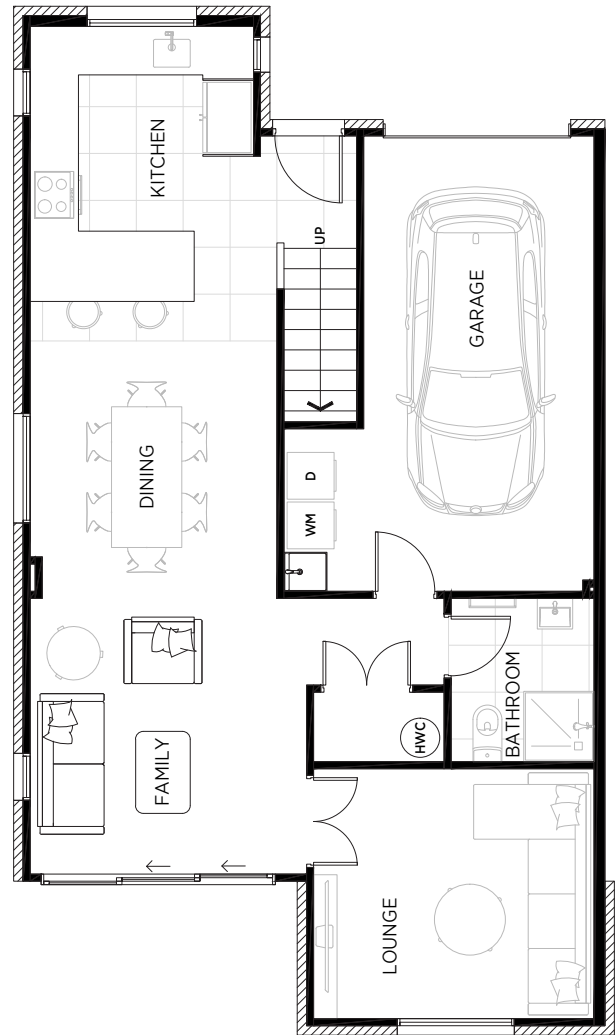 KITCHEN
UP
GARAGE
DINING
D
WM
BATHROOM
HWC
FAMILY
LOUNGE